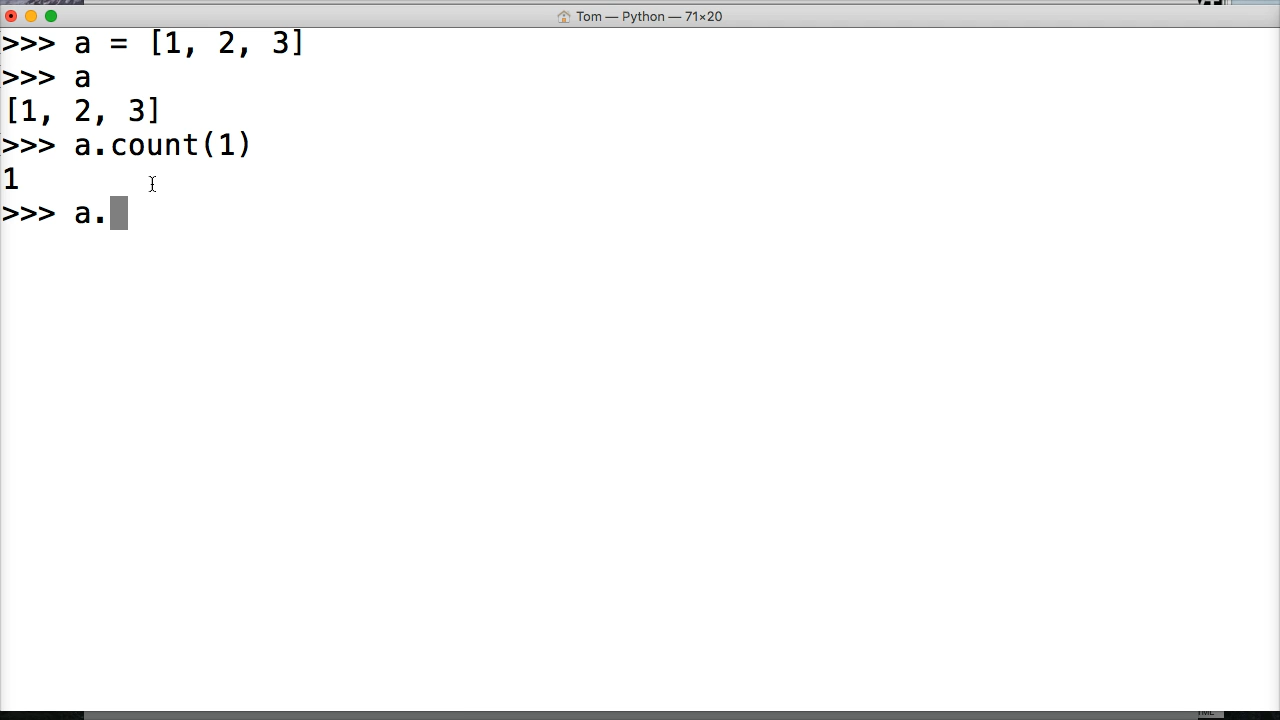 Tom — Python — 71×20
>>> a = [1, 2, 3]
>>> a
[1, 2, 3]
>>> a.count(1)
1
>>> a.